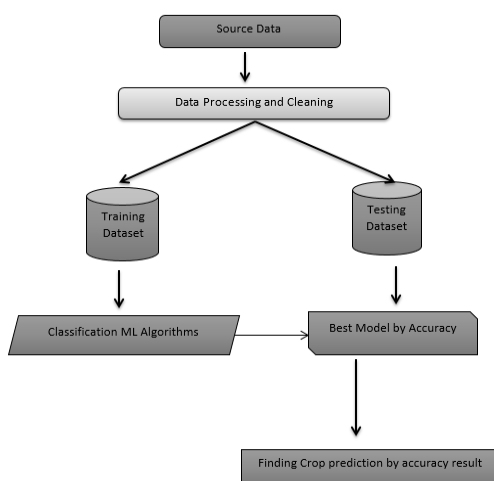 Source Data
Data Processing and Cleaning
Training
Dataset
Testing
Dataset
Classification ML Algorithms
Best Model by Accuracy
Finding Crop prediction by accuracy result